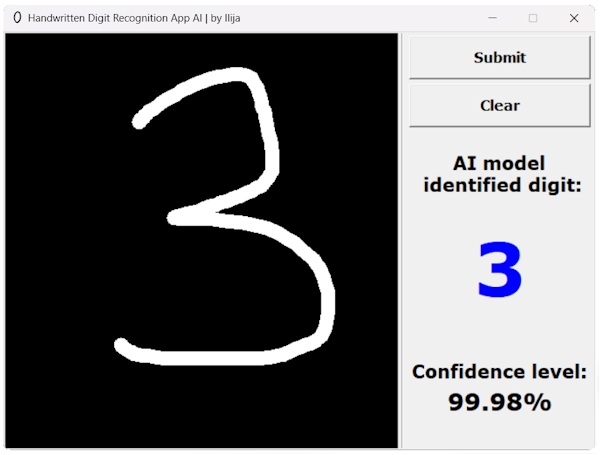 Handwritten Digit Recognition App AI | by Ilija
3
Submit
Clear
AI model
identified digit:
3
Confidence level:
99.98%